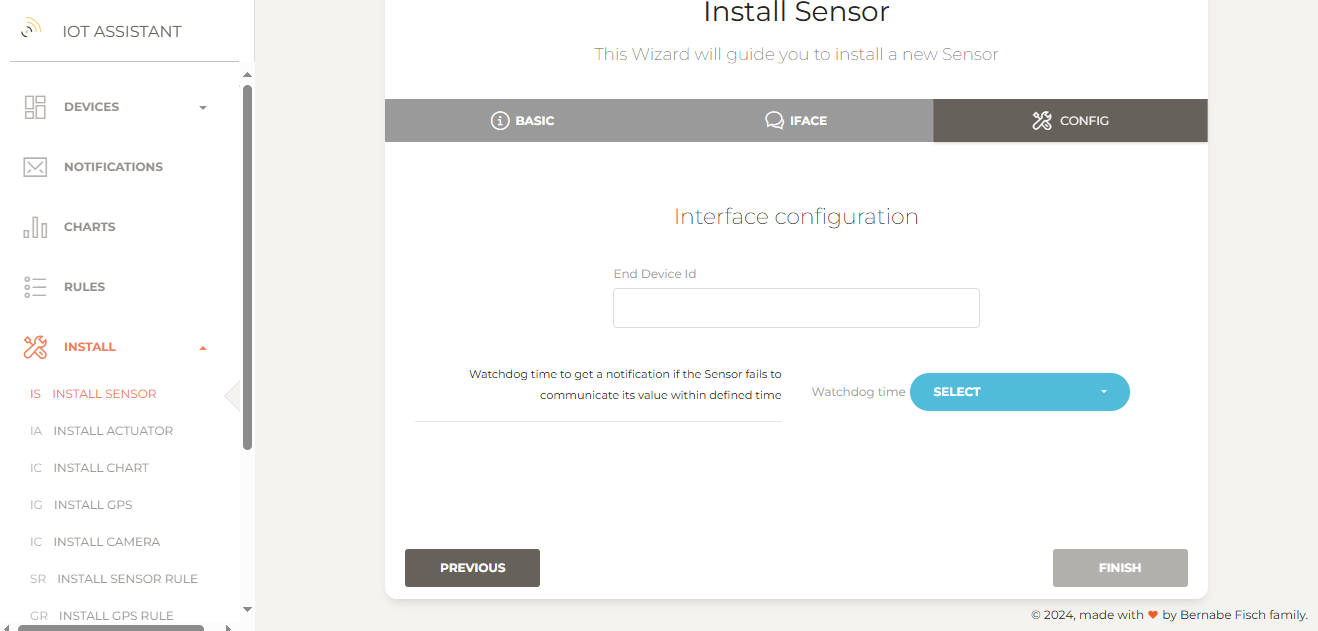 IOT ASSISTANT
DEVICES
NOTIFICATIONS
CHARTS
RULES
INSTALL
IS INSTALL SENSOR
IA INSTALL ACTUATOR
IC INSTALL CHART
IG INSTALL GPS
IC INSTALL CAMERA
SR INSTALL SENSOR RULE
GR INSTALL GPS RULE
Install Sensor
This Wizard will guide you to install a new Sensor
BASIC
IFACE
CONFIG
Interface configuration
End Device Id
Watchdog time to get a notification if the Sensor fails to
communicate its value within defined time
Watchdog time
SELECT
PREVIOUS
FINISH
© 2024, made with ❤ by Bernabe Fisch family.